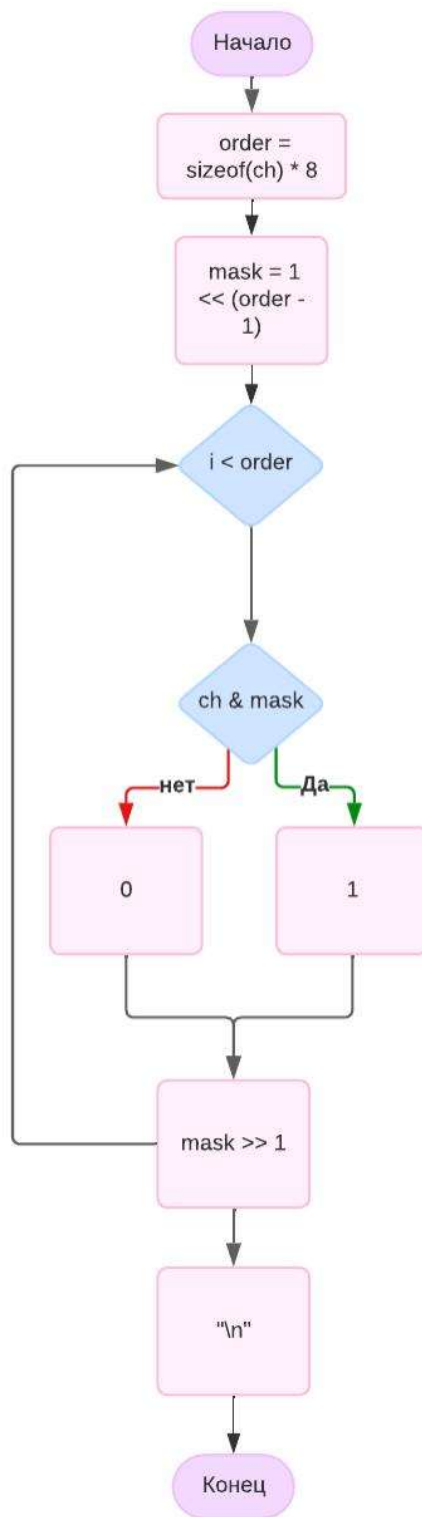 Начало
order =
sizeof(ch) * 8
mask = 1
<< (order -
1)
i < order
ch & mask
нет
Да
0
1
mask >> 1
"\n"
Конец